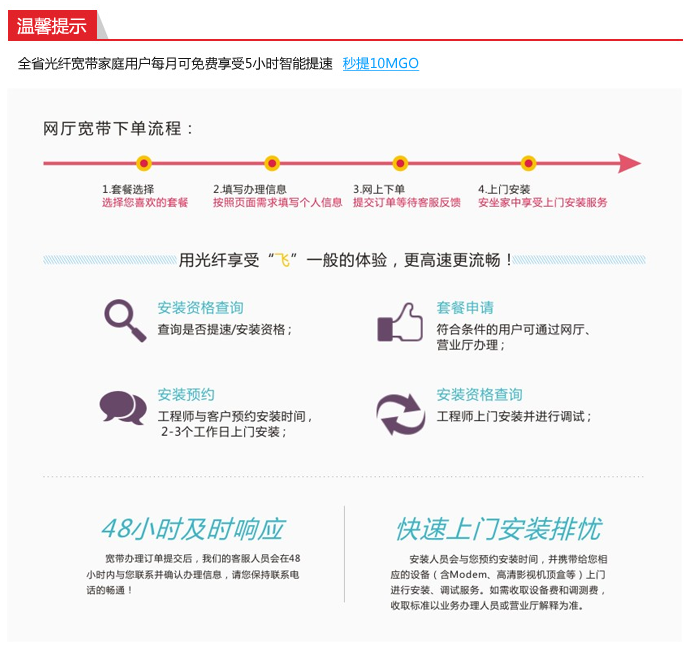 温馨提示
全省光纤宽带家庭用户每月可免费享受5小时智能提速 秒提10MGO
网厅宽带下单流程：
1.套餐选择 2.填写办理信息 3.网上下单 4.上门安装
选择您喜欢的套餐 按照页面需求填写个人信息 提交订单等待客服反馈 安坐家中享受上门安装服务
用光纤享受“飞”一般的体验，更高速更流畅！
安装资格查询
查询是否提速/安装资格；
套餐申请
符合条件的用户可通过网厅、
营业厅办理；
安装预约
工程师与客户预约安装时间，
2-3个工作日上门安装；
安装资格查询
工程师上门安装并进行调试；
48小时及时响应
宽带办理订单提交后，我们的客服人员会在48
小时内与您联系并确认办理信息，请您保持联系电
话的畅通！
快速上门安装排忧
安装人员会与您预约安装时间，并携带给您相
应的设备（含Modem、高清影视机顶盒等）上门
进行安装、调试服务。如需收取设备费和调测费，
收取标准以业务办理人员或营业厅解释为准。